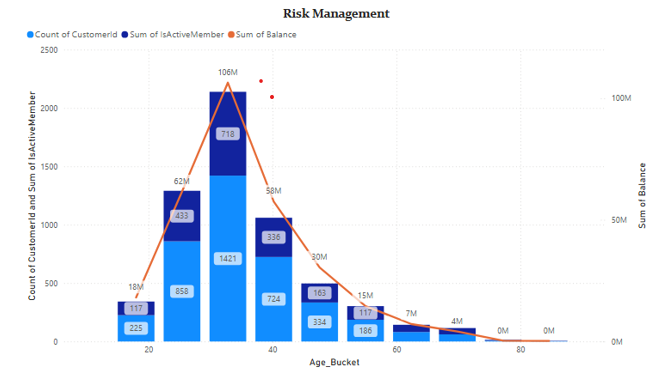 Risk Management
Count of CustomerId Sum of IsActiveMember Sum of Balance
2500
2000
1500
1000
500
0
Count of CustomerId and Sum of IsActiveMember
106M
62M
58M
30M
18M
15M
7M
4M
0M
0M
718
433
336
163
117
117
1421
858
724
334
225
186
100M
50M
0M
Sum of Balance
20 40 60 80
Age_Bucket